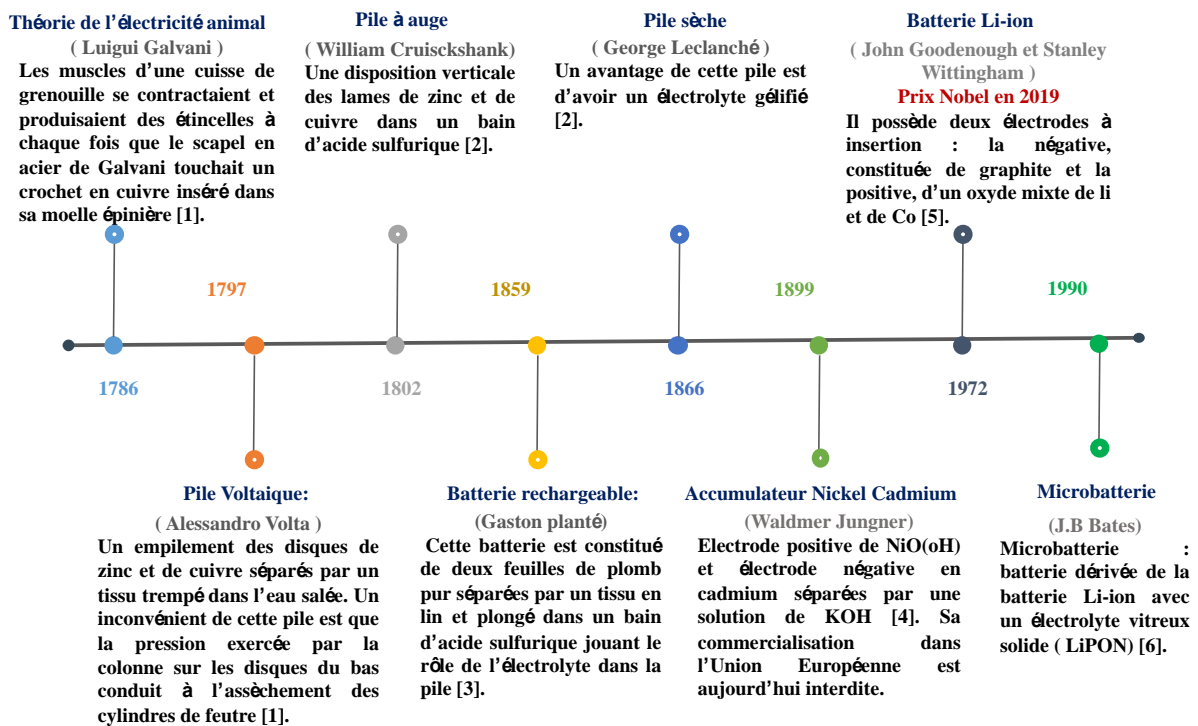 Théorie de l'électricité animal
( Luigui Galvani )
Les muscles d'une cuisse de
grenouille se contractaient et
produisaient des étincelles à
chaque fois que le scapel en
acier de Galvani touchait un
crochet en cuivre inséré dans
sa moelle épinière [1].
Pile à auge
( William Cruisckshank)
Une disposition verticale
des lames de zinc et de
cuivre dans un bain
d'acide sulfurique [2].
Pile sèche
( George Leclanché )
Un avantage de cette pile est
d'avoir un électrolyte gélifié
[2].
Batterie Li-ion
( John Goodenough et Stanley
Wittingham )
Prix Nobel en 2019
Il possède deux électrodes à
insertion : la négative,
constituée de graphite et la
positive, d'un oxyde mixte de li
et de Co [5].
1797
1859
1899
1990
1786
1802
1866
1972
Pile Voltaique:
( Alessandro Volta )
Un empilement des disques de
zinc et de cuivre séparés par un
tissu trempé dans l'eau salée. Un
inconvénient de cette pile est que
la pression exercée par la
colonne sur les disques du bas
conduit à l'assèchement des
cylindres de feutre [1].
Batterie rechargeable:
(Gaston planté)
Cette batterie est constitué
de deux feuilles de plomb
pur séparées par un tissu en
lin et plongé dans un bain
d'acide sulfurique jouant le
rôle de l'électrolyte dans la
pile [3].
Accumulateur Nickel Cadmium
(Waldmer Jungner)
Electrode positive de NiO(oH)
et électrode négative en
cadmium séparées par une
solution de KOH [4]. Sa
commercialisation dans
l'Union Européenne est
aujourd'hui interdite.
Microbatterie
(J.B Bates)
Microbatterie :
batterie dérivée de la
batterie Li-ion avec
un électrolyte vitreux
solide ( LiPON) [6].